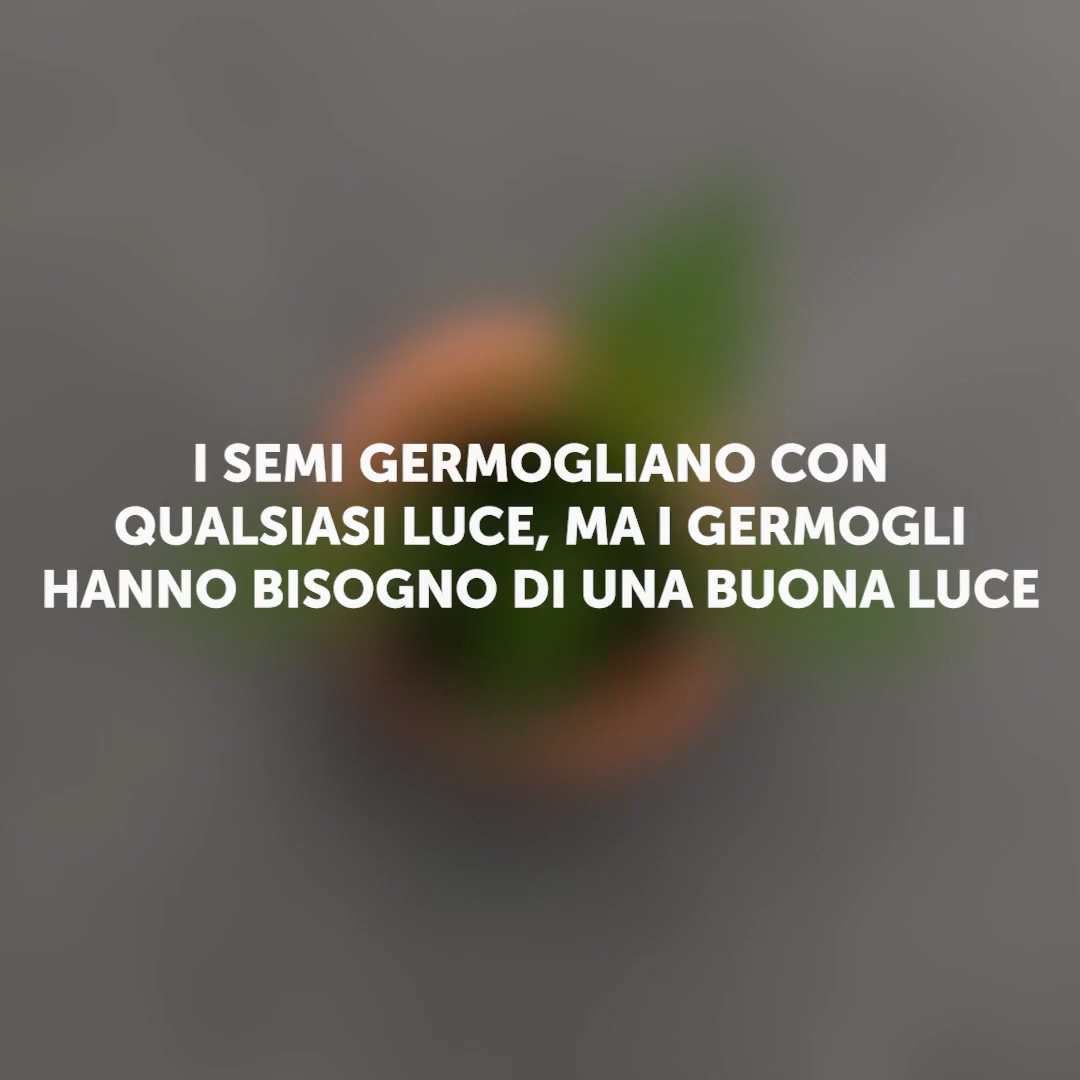 I SEMI GERMOGLIANO CON
QUALSIASI LUCE, MA I GERMOGLI
HANNO BISOGNO DI UNA BUONA LUCE